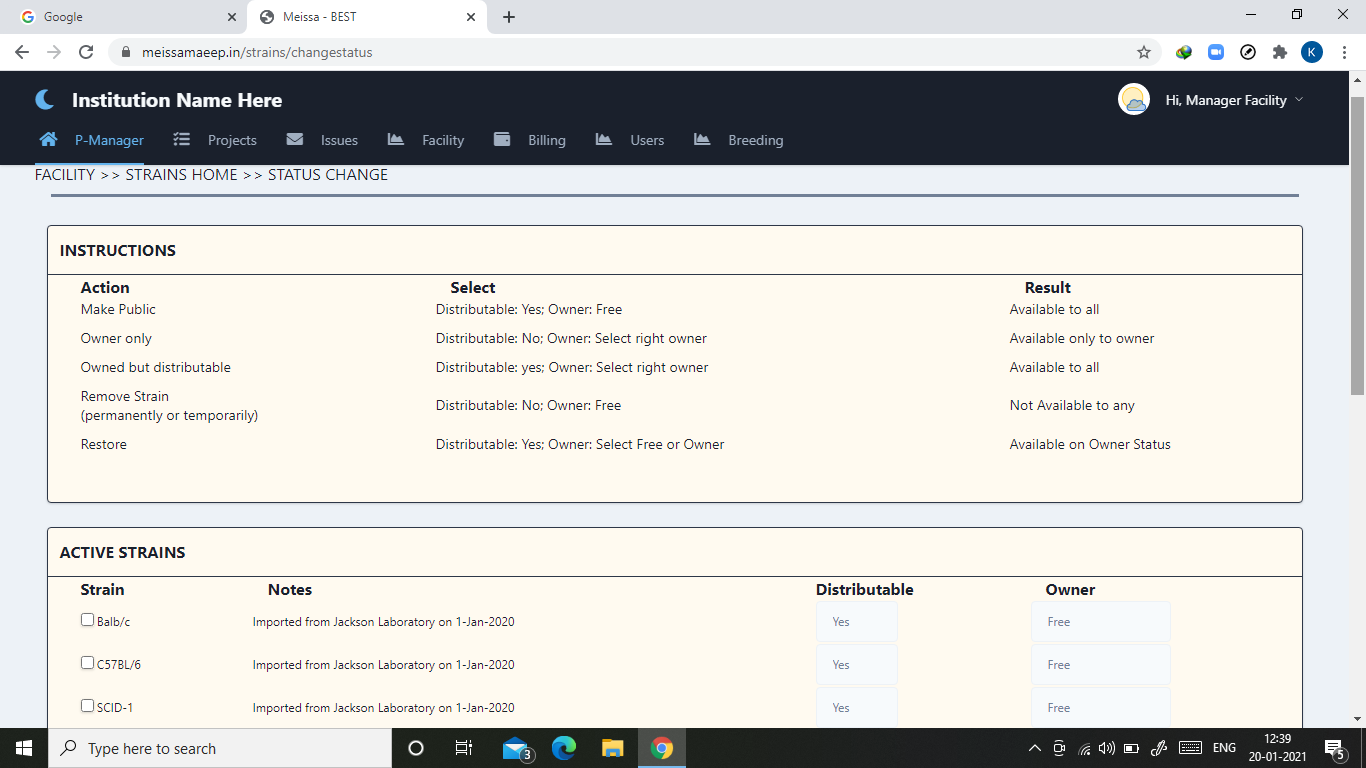 Google
Meissa - BEST
meissamaeep.in/strains/changestatus
K
Institution Name Here
Hi, Manager Facility
P-Manager Projects Issues Facility Billing Users Breeding
FACILITY >> STRAINS HOME >> STATUS CHANGE
INSTRUCTIONS
Action Select Result
Make Public Distributable: Yes; Owner: Free Available to all
Owner only Distributable: No; Owner: Select right owner Available only to owner
Owned but distributable Distributable: yes; Owner: Select right owner Available to all
Remove Strain
(permanently or temporarily) Distributable: No; Owner: Free Not Available to any
Restore Distributable: Yes; Owner: Select Free or Owner Available on Owner Status
ACTIVE STRAINS
Strain Notes Distributable Owner
Balb/c Imported from Jackson Laboratory on 1-Jan-2020 Yes Free
C57BL/6 Imported from Jackson Laboratory on 1-Jan-2020 Yes Free
SCID-1 Imported from Jackson Laboratory on 1-Jan-2020 Yes Free
Type here to search
3
ENG
12:39
20-01-2021
5